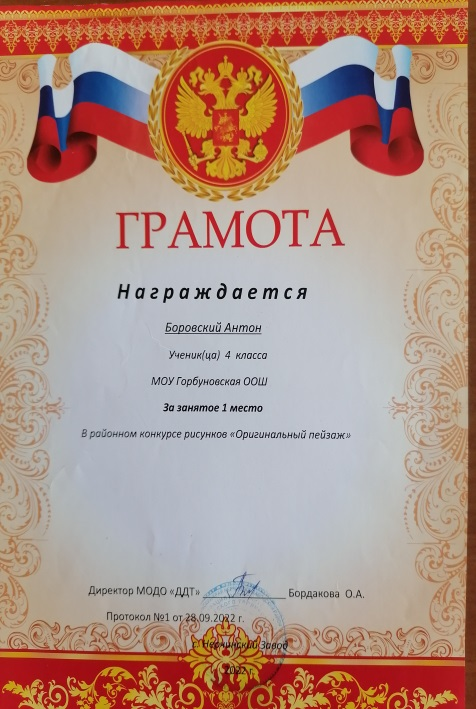 ГРАМОТА
Награждается
Боровский Антон
Ученик(ца) 4 класса
МОУ Горбуновская ООШ
За занятое 1 место
В районном конкурсе рисунков «Оригинальный пейзаж»
Директор МОДО «ДДТ» Бордакова О.А.
Протокол №1 от 28.09.2022 г.
с. Нерчинский Завод
2022 г.